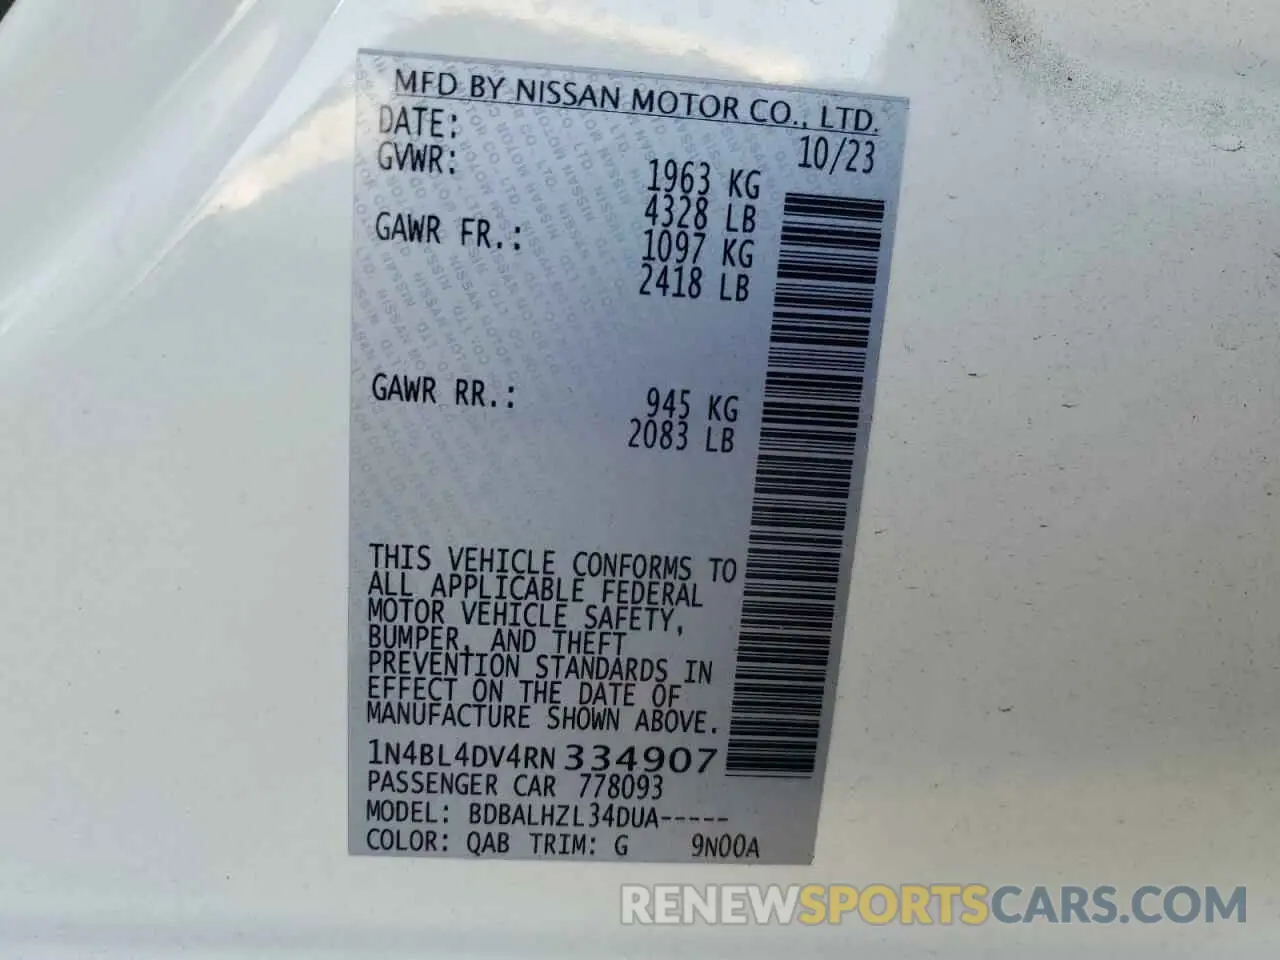 MFD BY NISSAN MOTOR CO., LTD.
DATE: 10/23
GVWR: 1963 KG
4328 LB
GAWR FR.: 1097 KG
2418 LB
GAWR RR.: 945 KG
2083 LB
THIS VEHICLE CONFORMS TO
ALL APPLICABLE FEDERAL
MOTOR VEHICLE SAFETY,
BUMPER, AND THEFT
PREVENTION STANDARDS IN
EFFECT ON THE DATE OF
MANUFACTURE SHOWN ABOVE.
1N4BL4DV4RN334907
PASSENGER CAR 778093
MODEL: BDBALHZL34DUA-----
COLOR: QAB TRIM: G 9N00A
RENEWSPORTSCARS.COM